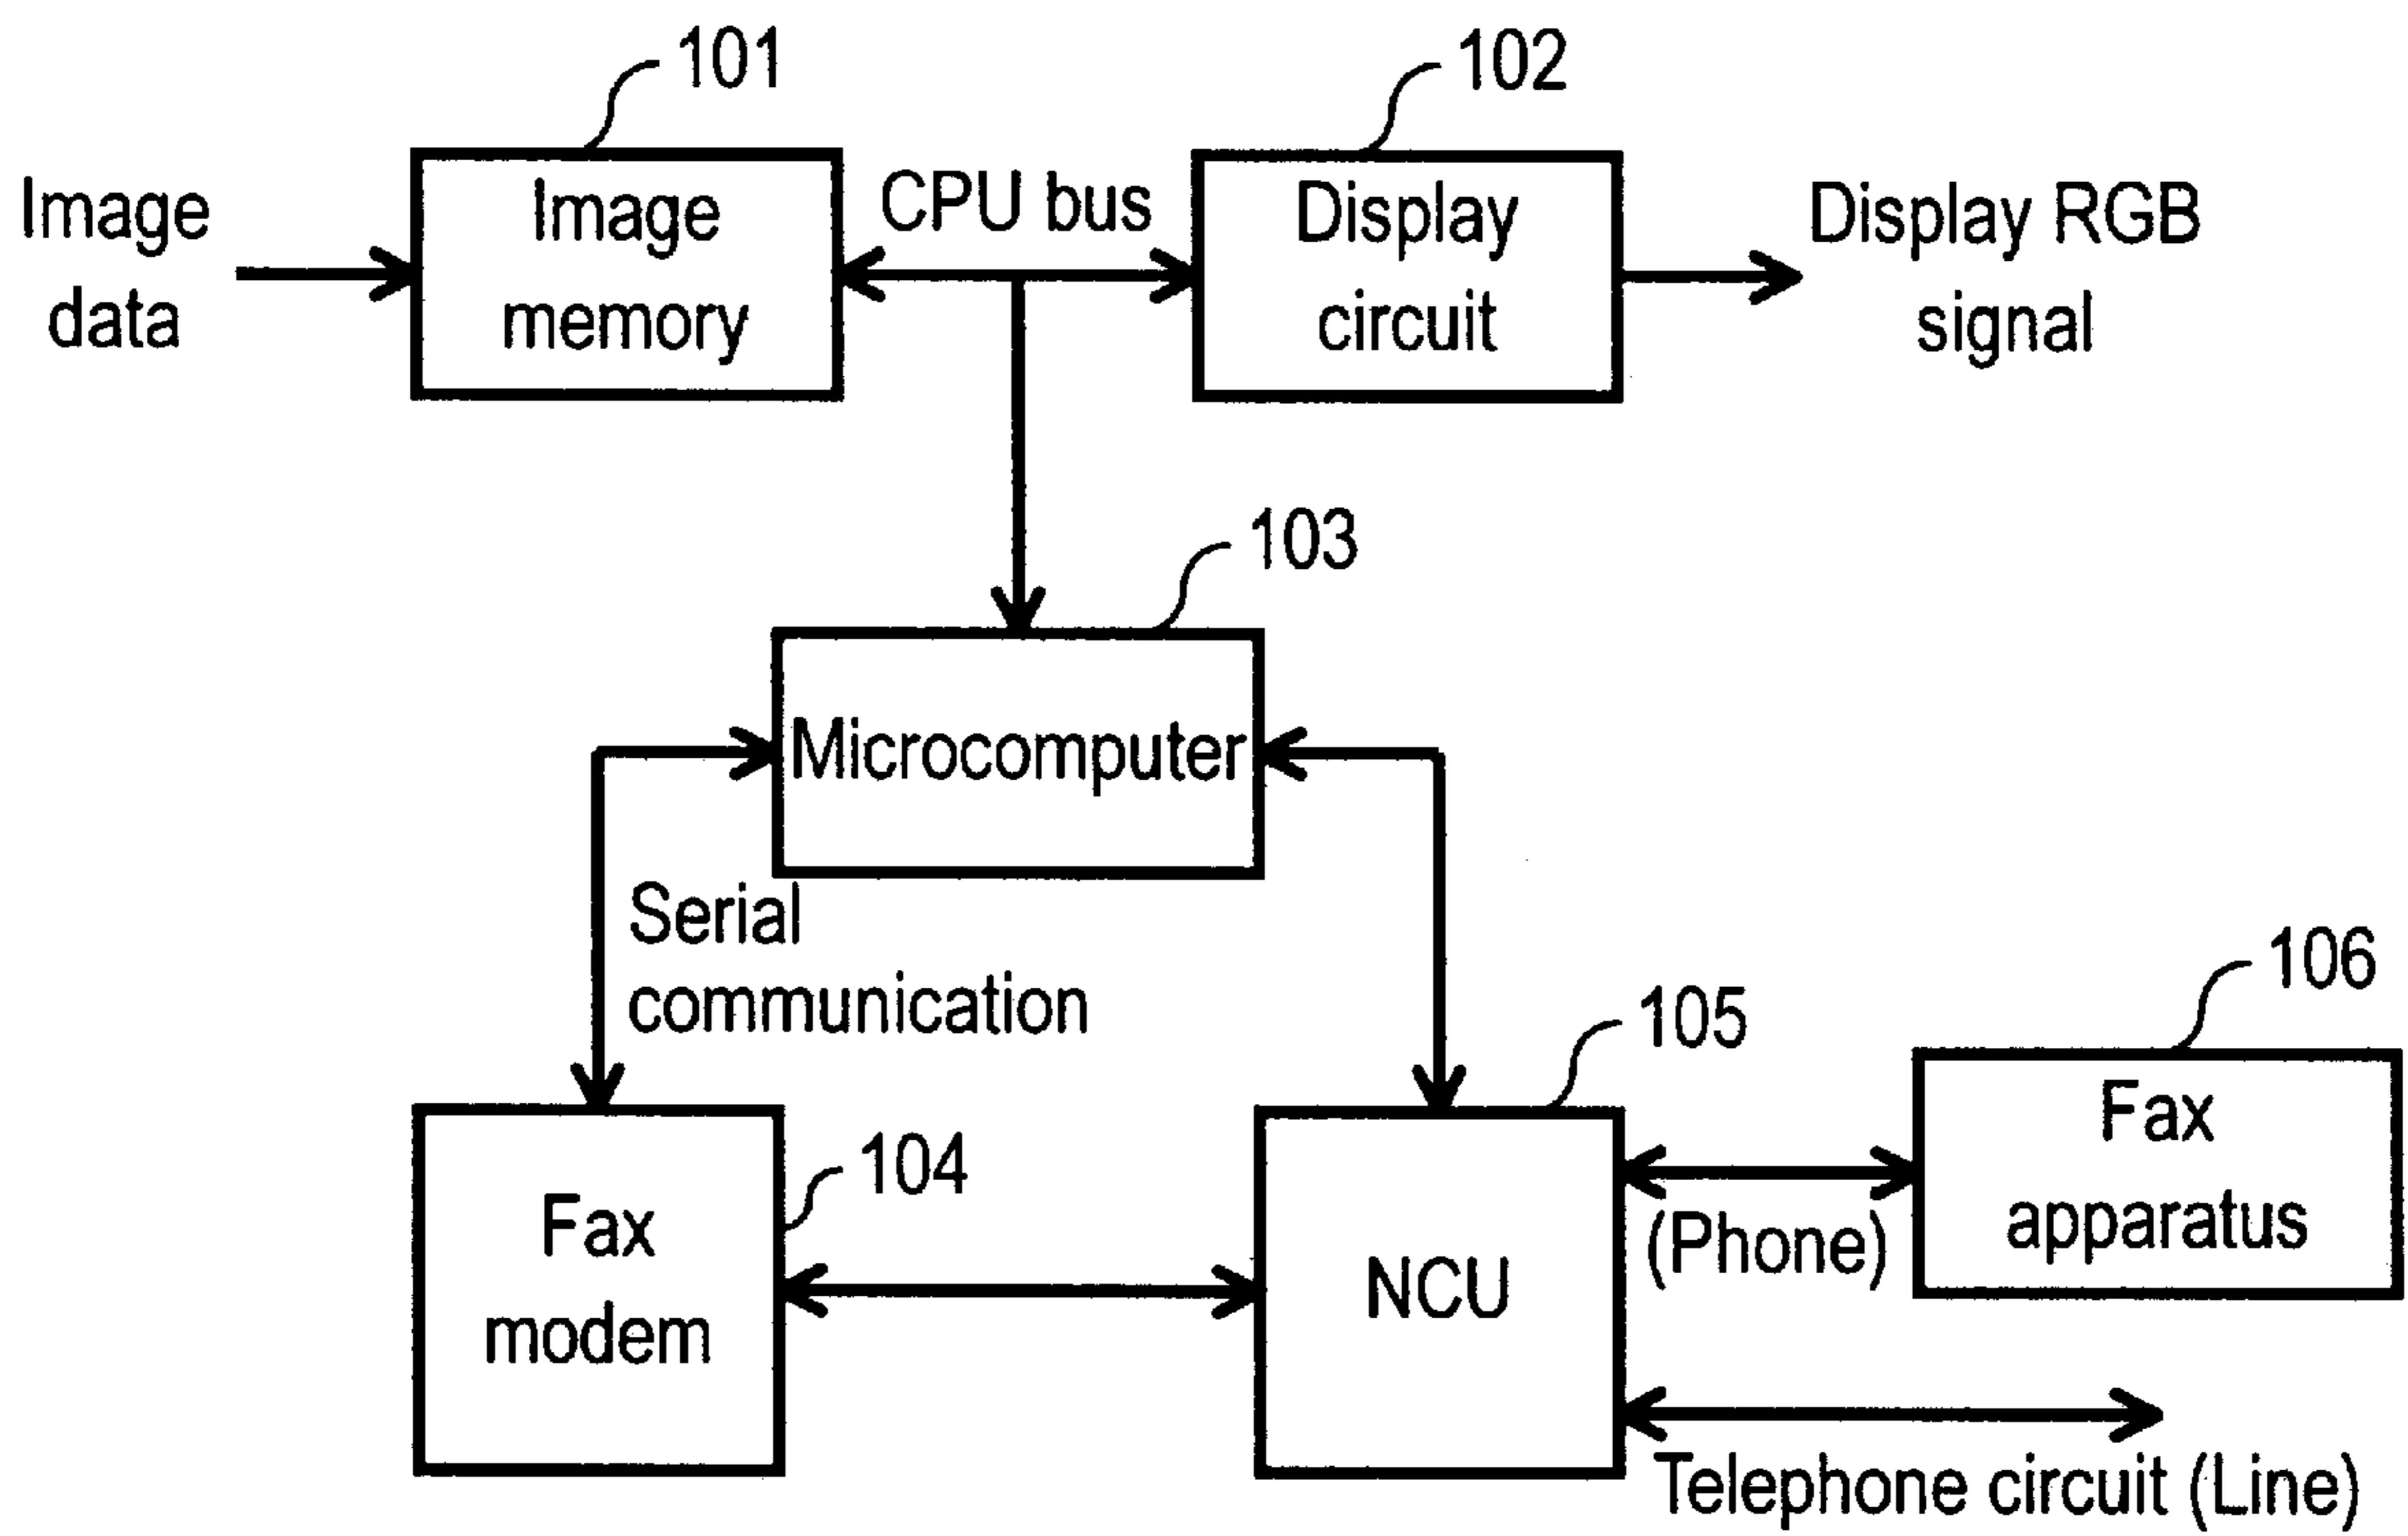 101
102
Image
data
Image
memory
CPU bus
Display
circuit
Display RGB
signal
103
Microcomputer
Serial
communication
104
Fax
modem
105
NCU
106
Fax
apparatus
(Phone)
Telephone circuit (Line)